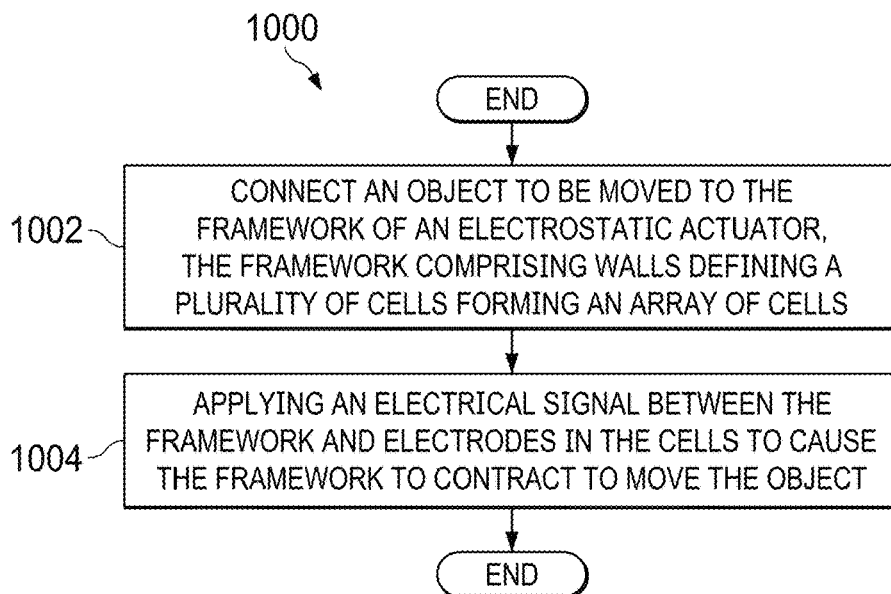 1000
END
1002
CONNECT AN OBJECT TO BE MOVED TO THE
FRAMEWORK OF AN ELECTROSTATIC ACTUATOR,
THE FRAMEWORK COMPRISING WALLS DEFINING A
PLURALITY OF CELLS FORMING AN ARRAY OF CELLS
1004
APPLYING AN ELECTRICAL SIGNAL BETWEEN THE
FRAMEWORK AND ELECTRODES IN THE CELLS TO CAUSE
THE FRAMEWORK TO CONTRACT TO MOVE THE OBJECT
END